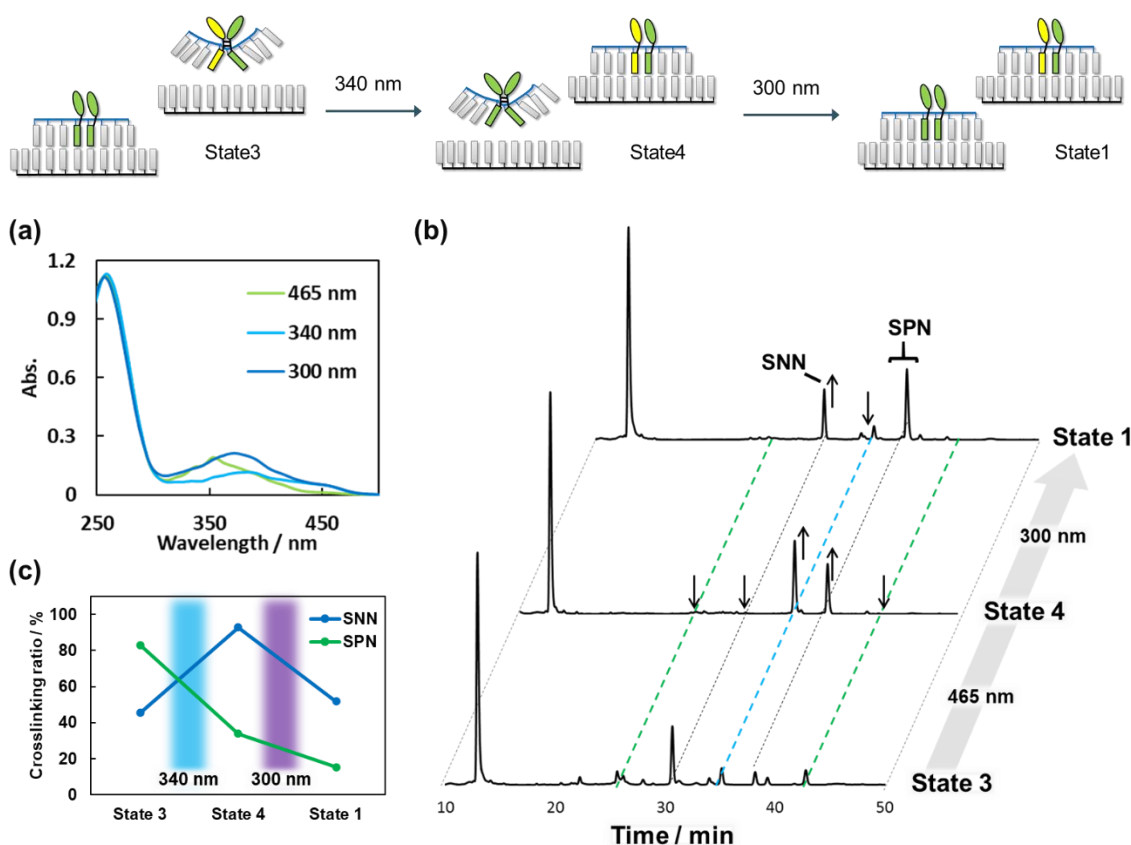 340 nm
300 nm
State3
State4
State1
(a)
1.2
0.9
0.6
0.3
0
Abs.
465 nm
340 nm
300 nm
250
350
450
Wavelength / nm
(b)
SNN
SPN
State 1
300 nm
State 4
465 nm
State 3
10
20
30
40
50
Time / min
(c)
100
80
60
40
20
0
Crosslinking ratio / %
SNN
SPN
340 nm
300 nm
State 3
State 4
State 1